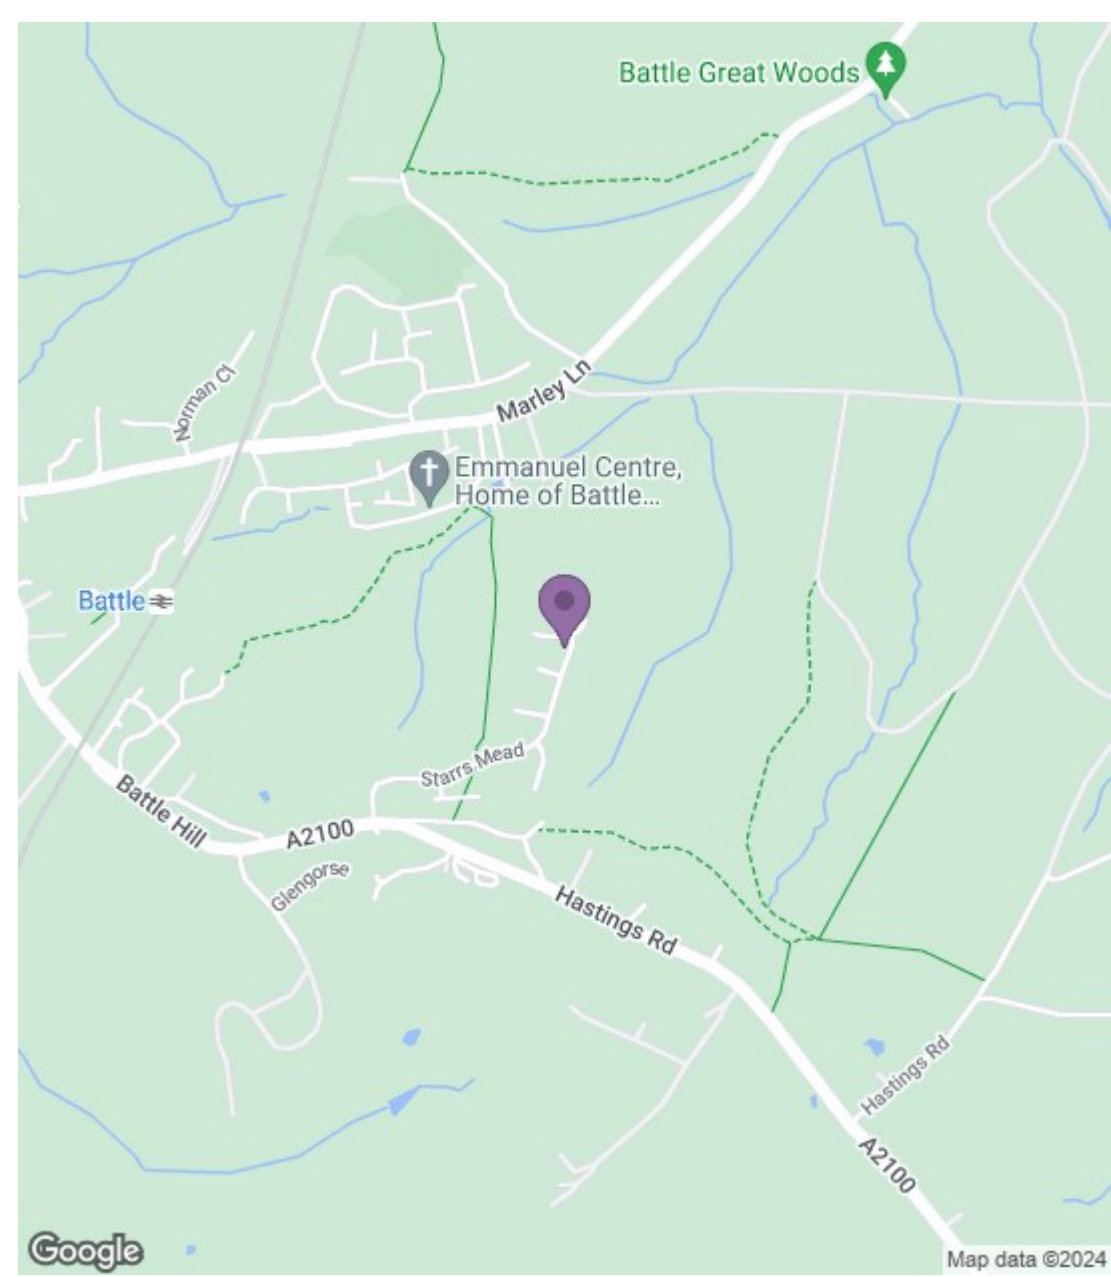 Battle Great Woods
Norman Cl
Marley Ln
Emmanuel Centre,
Home of Battle...
Battle
Starrs Mead
Battle Hill
A2100
Glengorse
Hastings Rd
Hastings Rd
A2100
Google
Map data ©2024